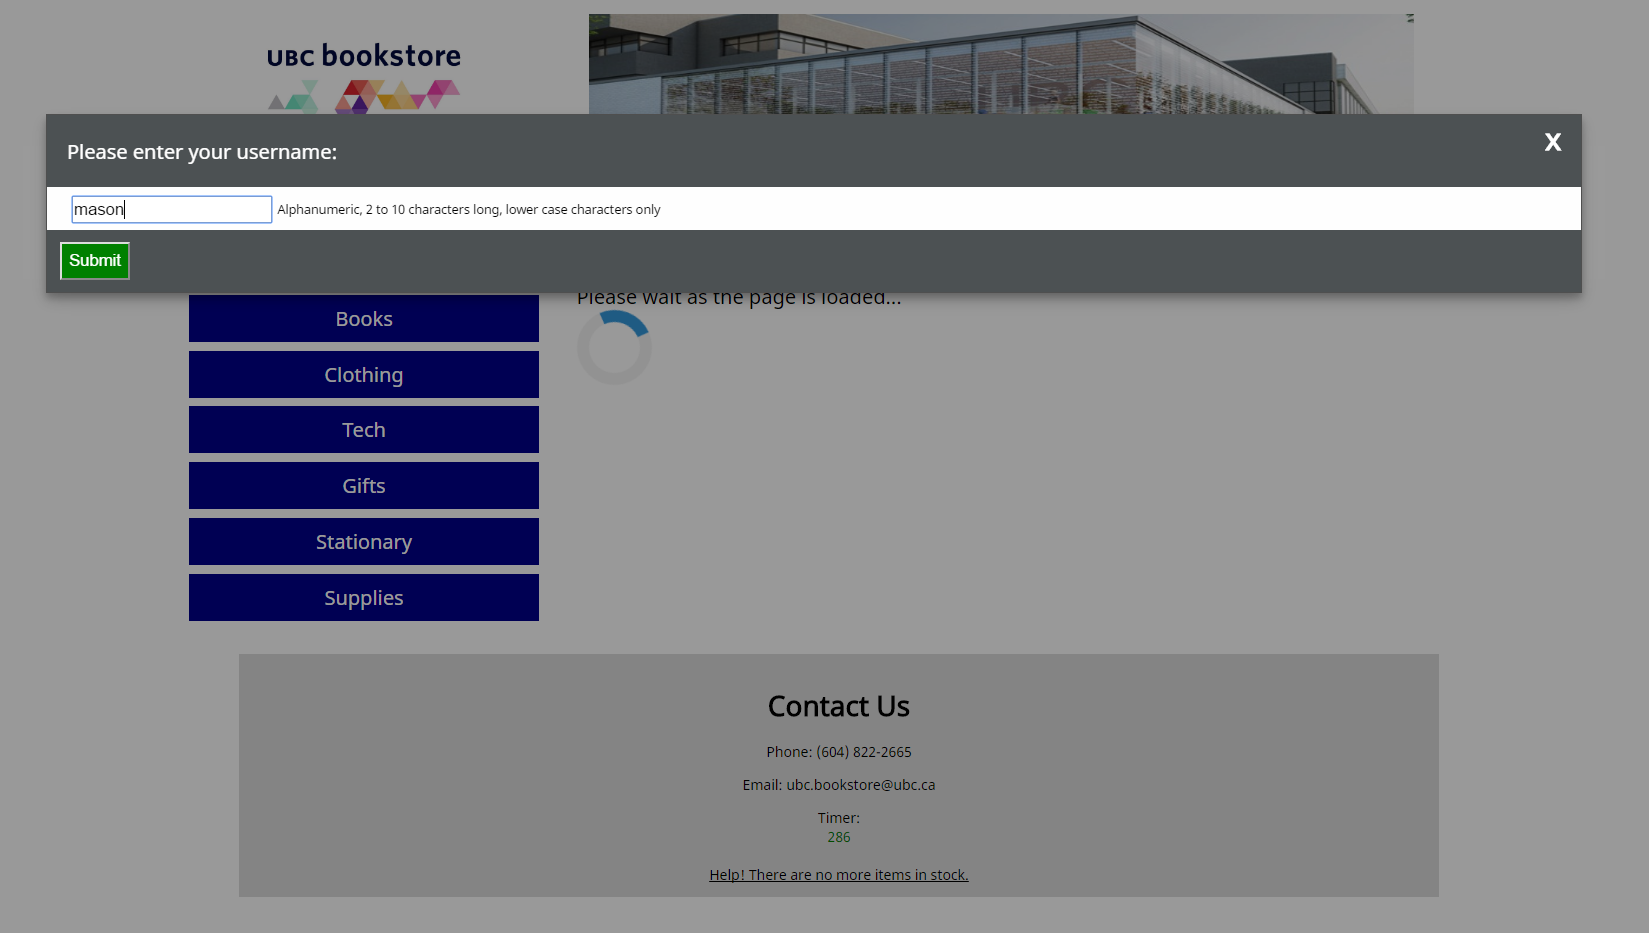 UBC bookstore
Please enter your username:
X
mason
Alphanumeric, 2 to 10 characters long, lower case characters only
Submit
Please wait as the page is loaded...
Books
Clothing
Tech
Gifts
Stationary
Supplies
Contact Us
Phone: (604) 822-2665
Email: ubc.bookstore@ubc.ca
Timer:
286
Help! There are no more items in stock.